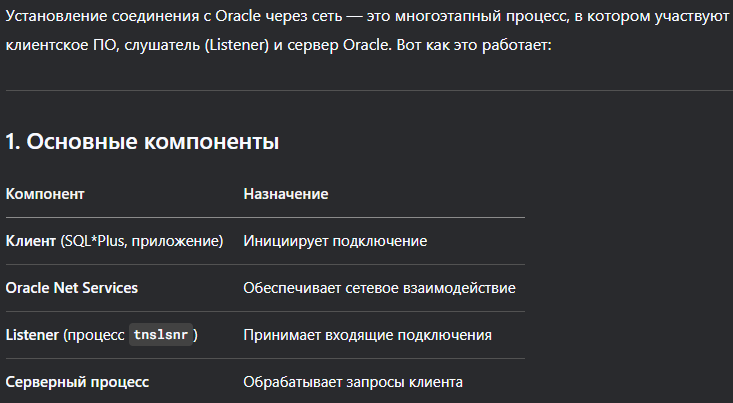 Установление соединения с Oracle через сеть — это многоэтапный процесс, в котором участвуют
клиентское ПО, слушатель (Listener) и сервер Oracle. Вот как это работает:
1. Основные компоненты
Компонент Назначение
Клиент (SQL*Plus, приложение) Инициирует подключение
Oracle Net Services Обеспечивает сетевое взаимодействие
Listener (процесс tnslsnr) Принимает входящие подключения
Серверный процесс Обрабатывает запросы клиента